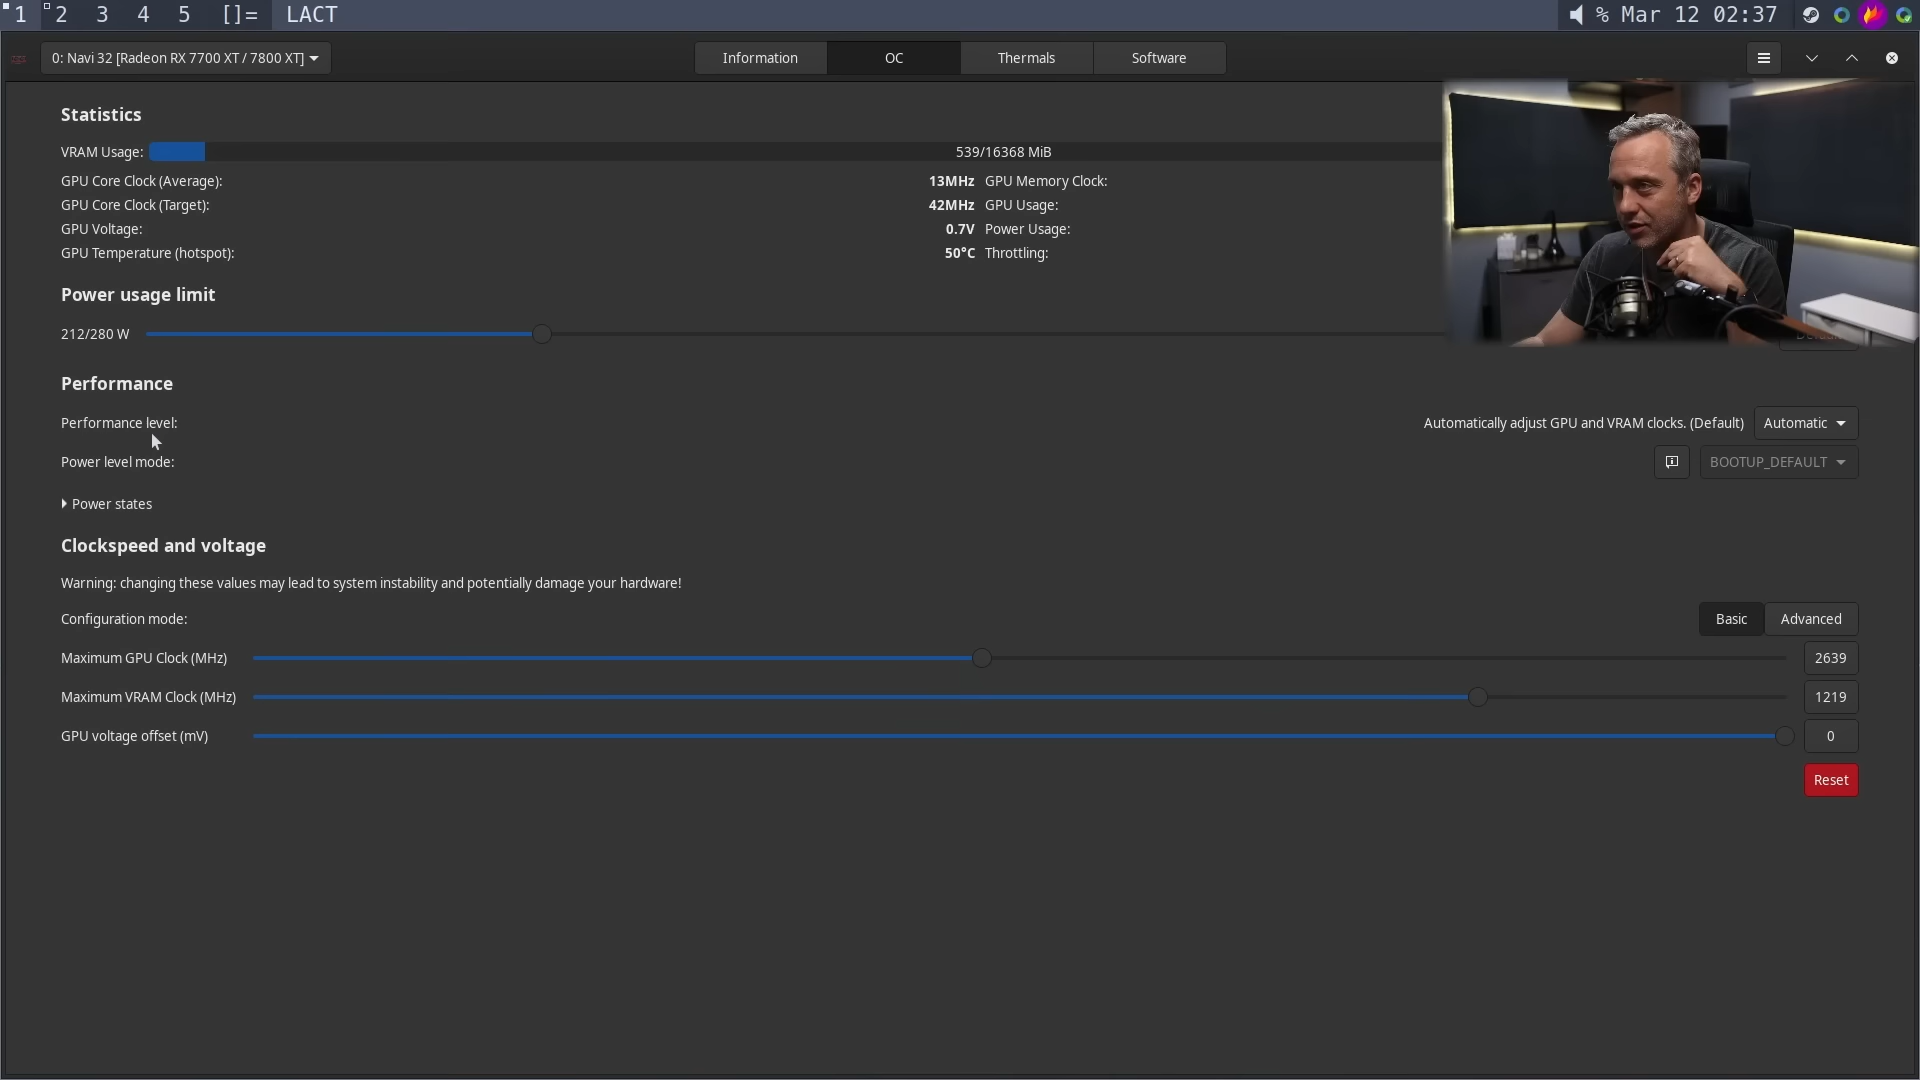 1 2 3 4 5 []= LACT % Mar 12 02:37
0: Navi 32 [Radeon RX 7700 XT / 7800 XT] Information OC Thermals Software
Statistics
VRAM Usage: 539/16368 MiB
GPU Core Clock (Average): 13MHz GPU Memory Clock:
GPU Core Clock (Target): 42MHz GPU Usage:
GPU Voltage: 0.7V Power Usage:
GPU Temperature (hotspot): 50°C Throttling:
Power usage limit
212/280 W
Performance
Performance level: Automatically adjust GPU and VRAM clocks. (Default) Automatic
Power level mode: BOOTUP_DEFAULT
Power states
Clockspeed and voltage
Warning: changing these values may lead to system instability and potentially damage your hardware!
Configuration mode: Basic Advanced
Maximum GPU Clock (MHz) 2639
Maximum VRAM Clock (MHz) 1219
GPU voltage offset (mV) 0
Reset